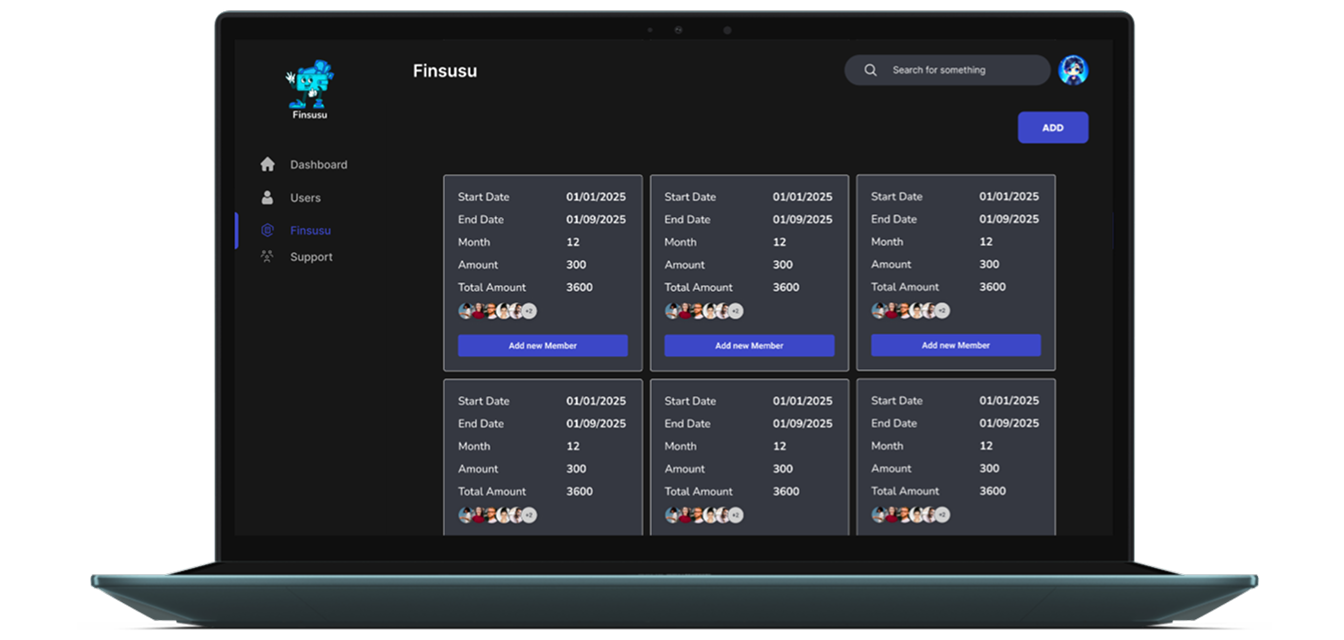 Finsusu
Search for something
Finsusu
ADD
Dashboard
Users
Finsusu
Support
Start Date 01/01/2025
End Date 01/09/2025
Month 12
Amount 300
Total Amount 3600
+2
Add new Member
Start Date 01/01/2025
End Date 01/09/2025
Month 12
Amount 300
Total Amount 3600
+2
Add new Member
Start Date 01/01/2025
End Date 01/09/2025
Month 12
Amount 300
Total Amount 3600
+2
Add new Member
Start Date 01/01/2025
End Date 01/09/2025
Month 12
Amount 300
Total Amount 3600
+2
Start Date 01/01/2025
End Date 01/09/2025
Month 12
Amount 300
Total Amount 3600
+2
Start Date 01/01/2025
End Date 01/09/2025
Month 12
Amount 300
Total Amount 3600
+2